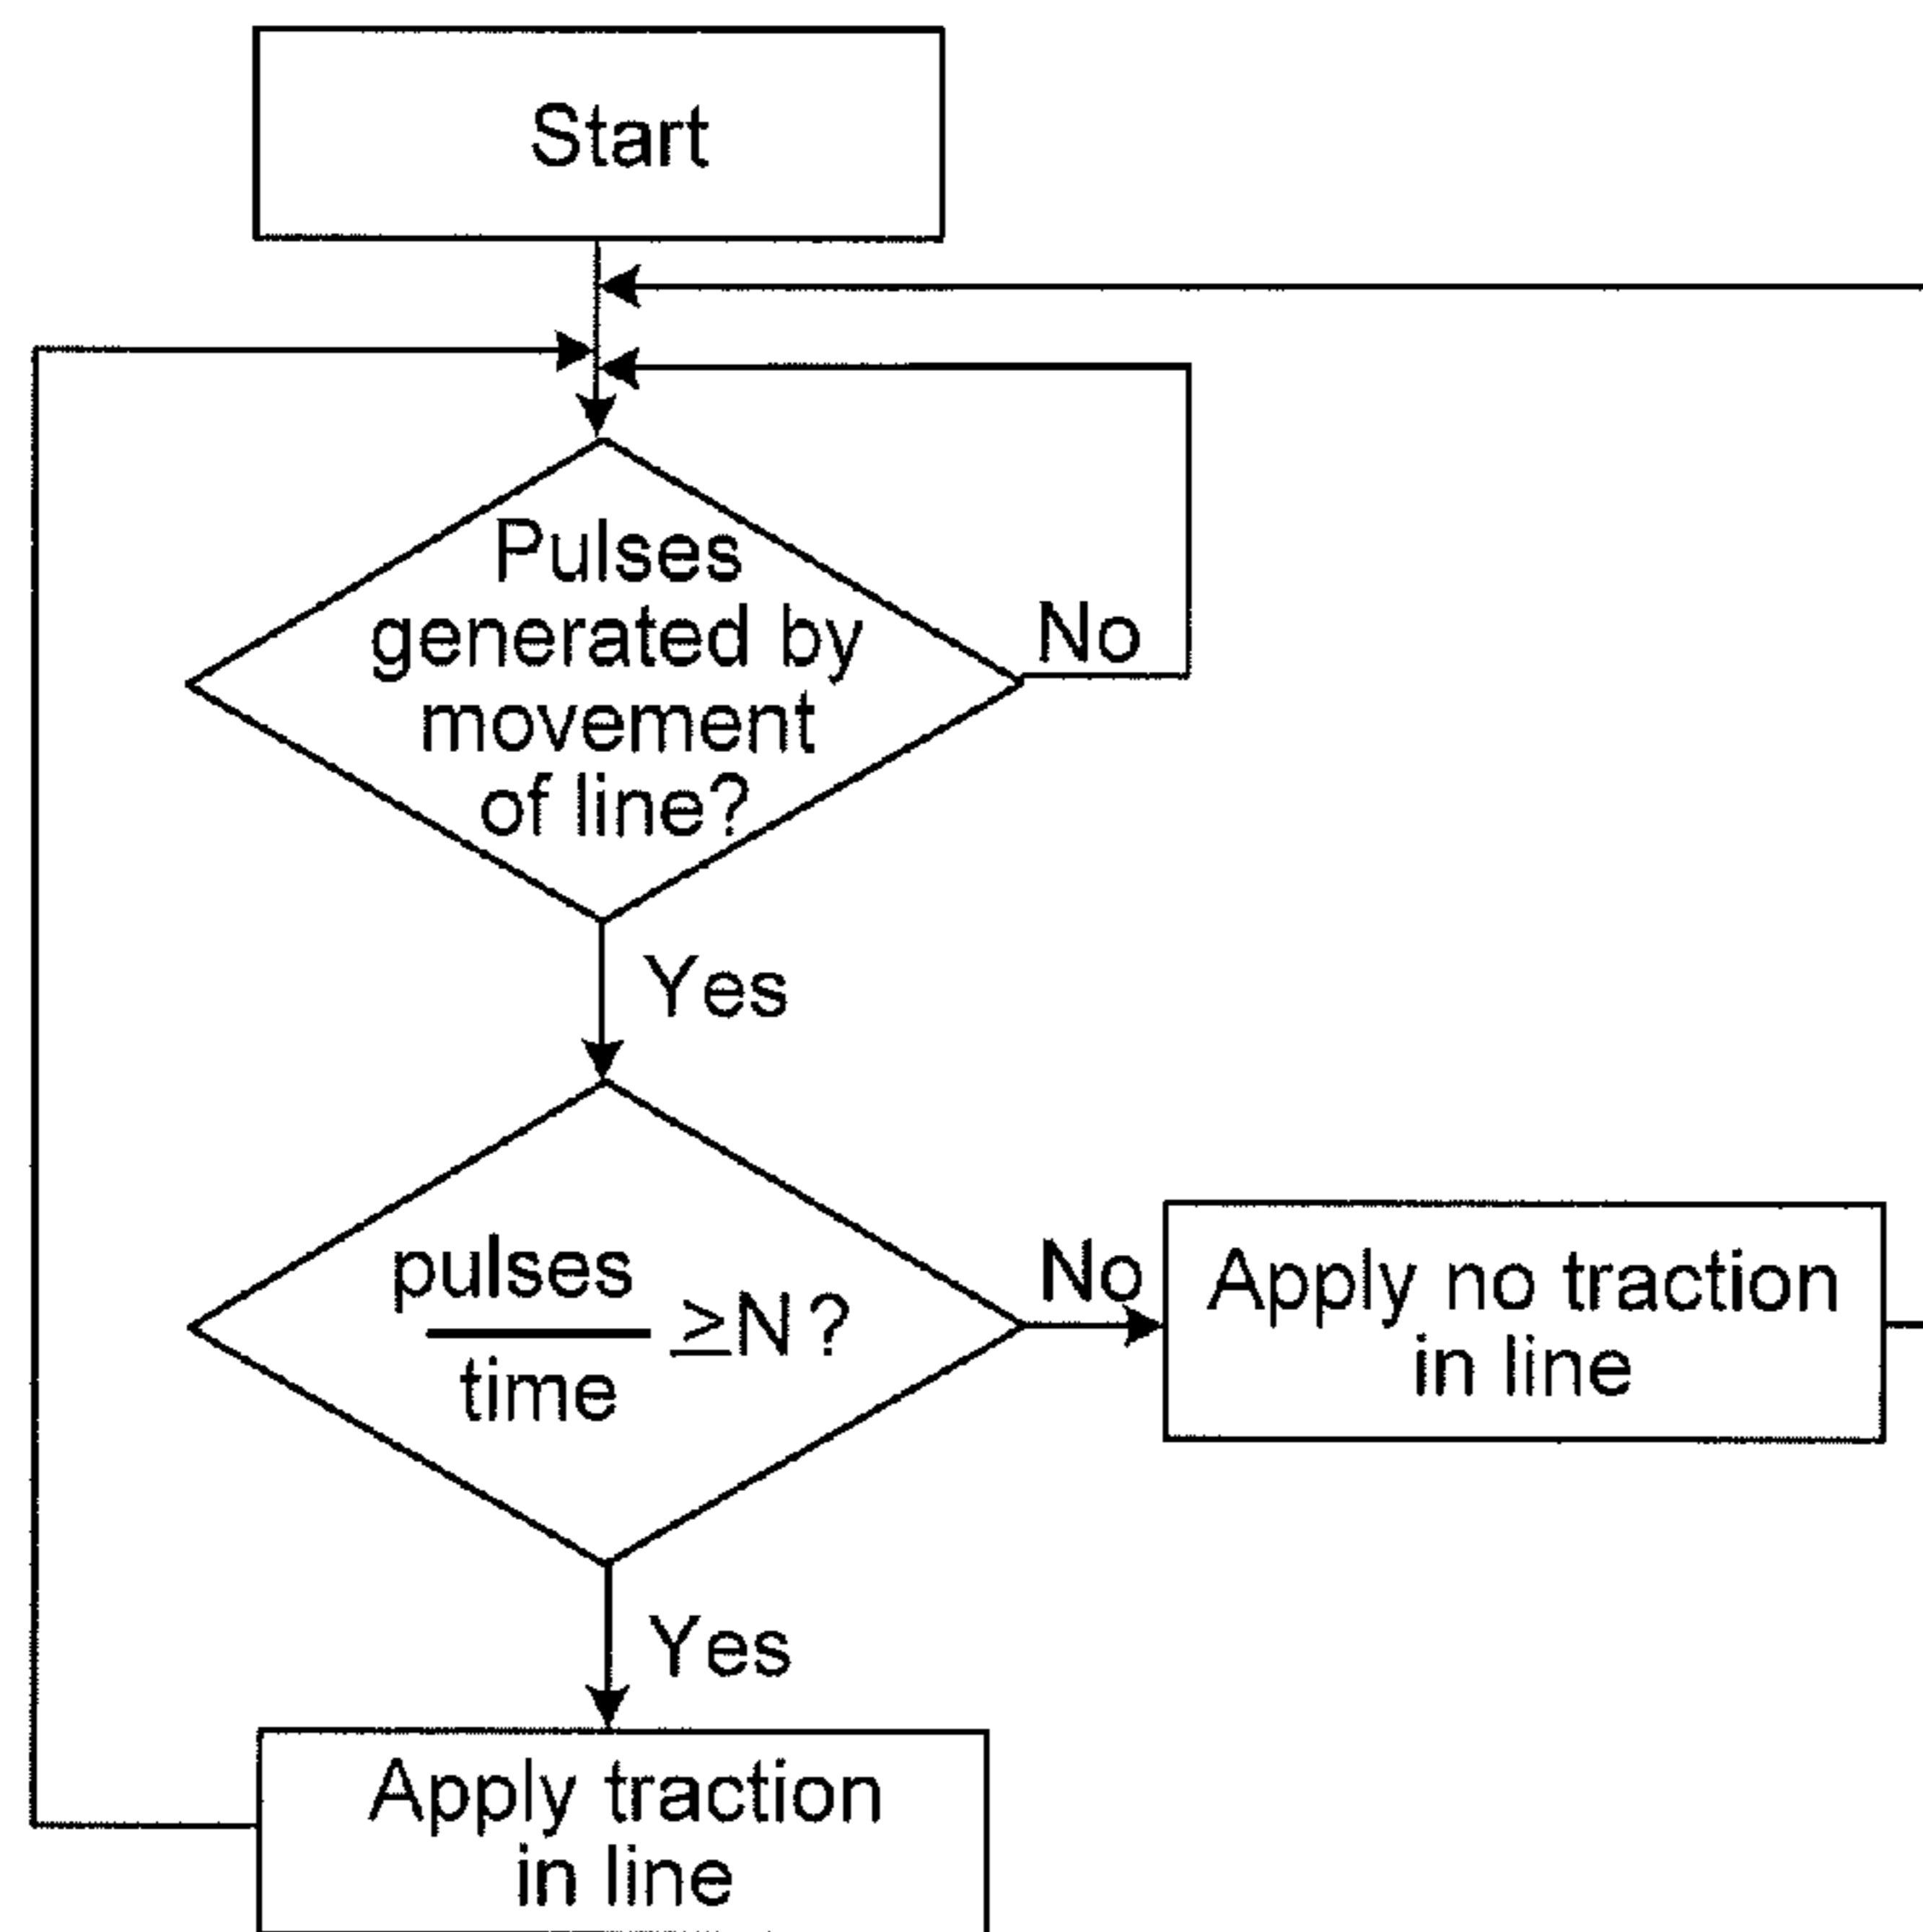 Start
Pulses
generated by
movement
of line?
No
Yes
pulses
time
≥N?
No
Apply no traction
in line
Yes
Apply traction
in line